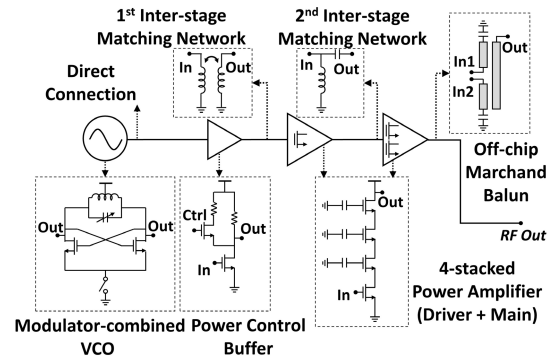 1st Inter-stage
Matching Network
2nd Inter-stage
Matching Network
Direct
Connection
In
Out
In
Out
In1
In2
Out
Off-chip
Marchand
Balun
RF Out
Out
Out
Ctrl
Out
In
Out
In
4-stacked
Power Amplifier
(Driver + Main)
Modulator-combined
VCO
Power Control
Buffer